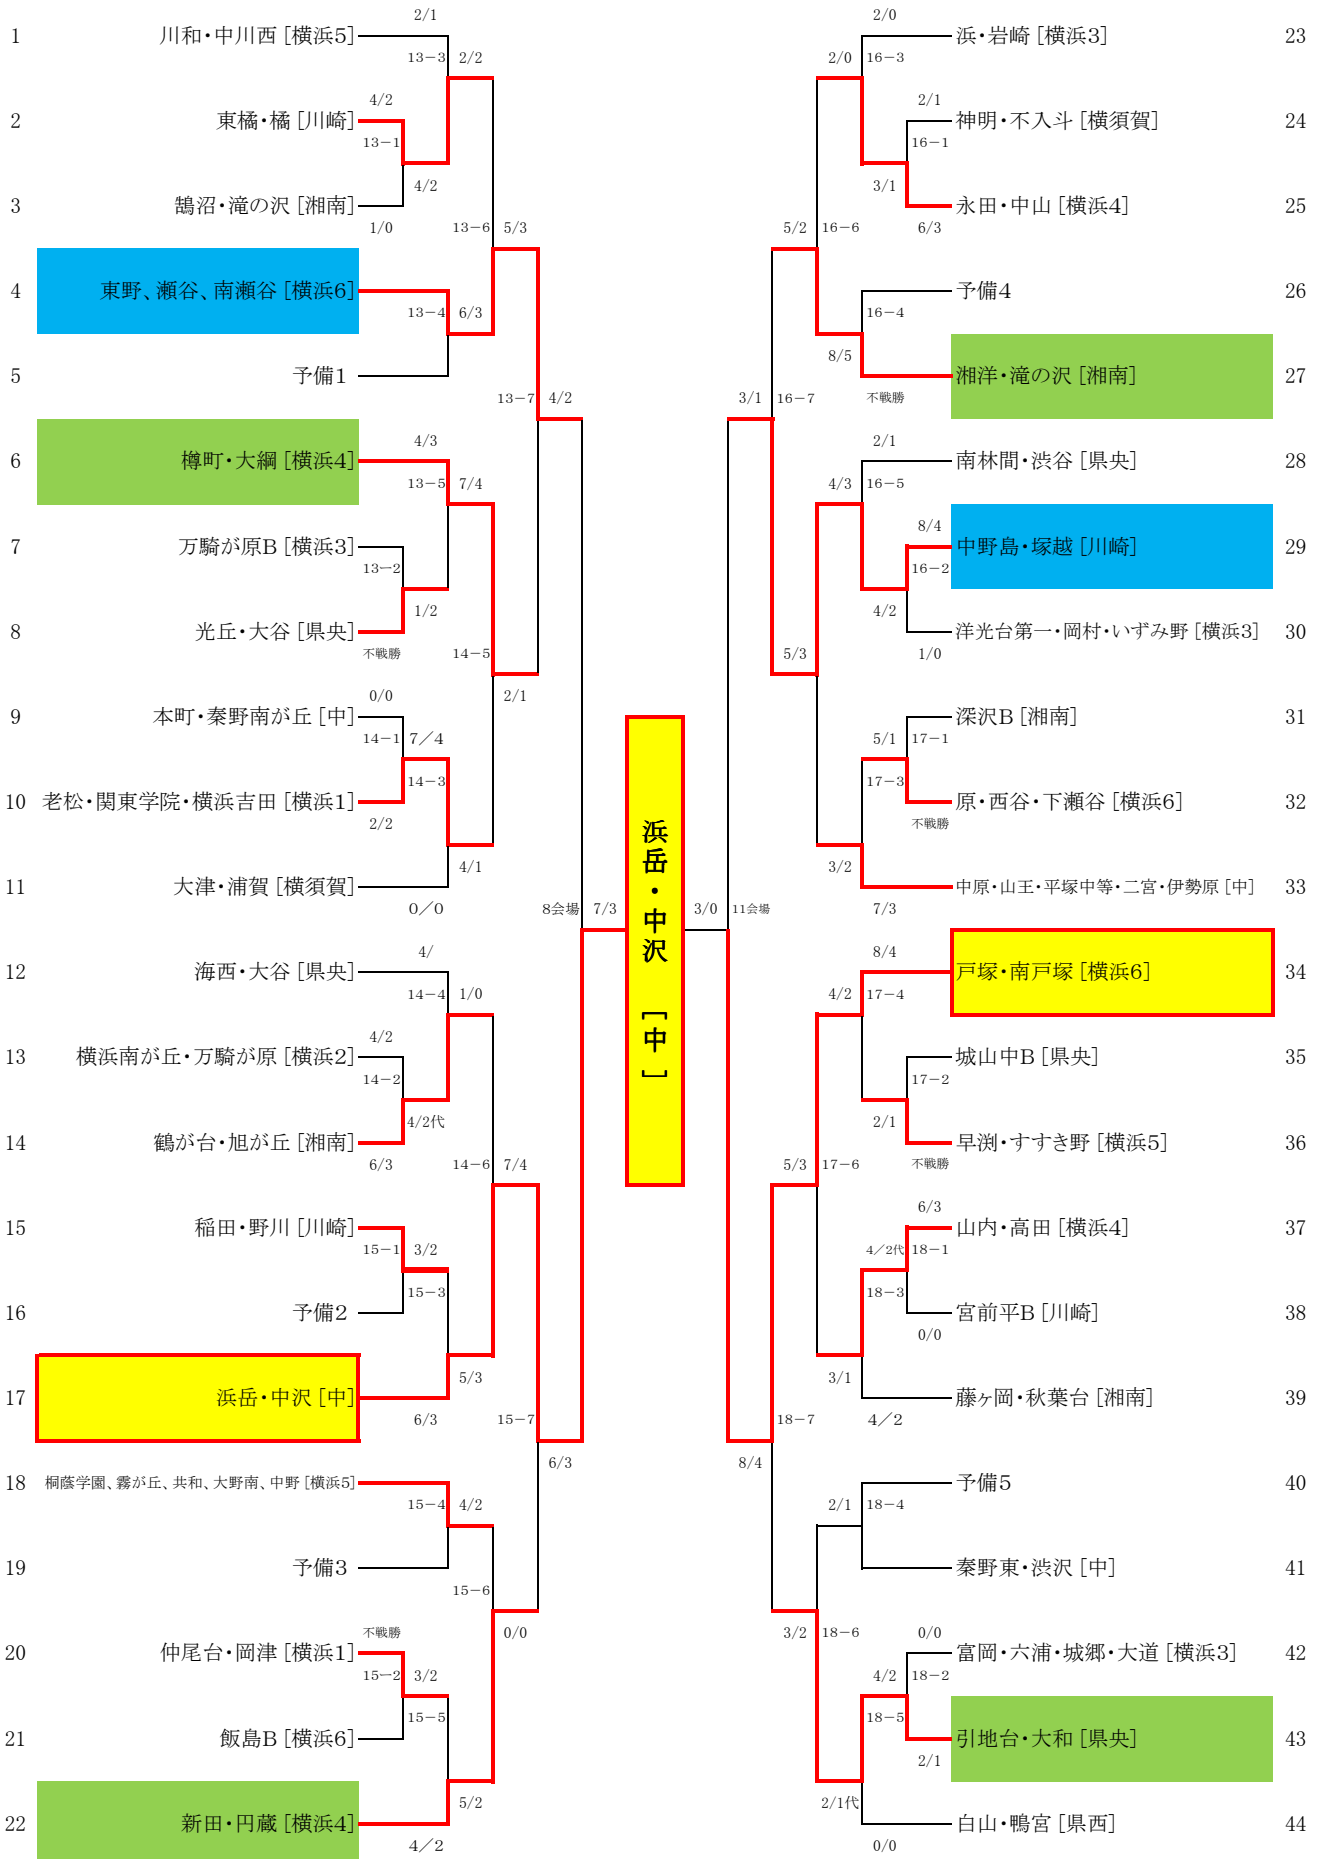 2/1
1 川和・中川西 [横浜5]
13-3 2/2
4/2
2 東橘・橘 [川崎]
13-1
4/2
3 鵠沼・滝の沢 [湘南]
1/0
13-6 5/3
4 東野、瀬谷、南瀬谷 [横浜6]
13-4 6/3
5 予備1
13-7 4/2
4/3
6 樽町・大綱 [横浜4]
13-5 7/4
7 万騎が原B [横浜3]
13-2
1/2
8 光丘・大谷 [県央]
不戦勝
14-5
2/1
0/0
9 本町・秦野南が丘 [中]
14-1 7/4
14-3
10 老松・関東学院・横浜吉田 [横浜1]
2/2
4/1
11 大津・浦賀 [横須賀]
0/0
8会場 7/3
4/
12 海西・大谷 [県央]
14-4 1/0
4/2
13 横浜南が丘・万騎が原 [横浜2]
14-2
4/2代
14 鶴が台・旭が丘 [湘南]
6/3
14-6 7/4
15 稲田・野川 [川崎]
15-1 3/2
15-3
16 予備2
5/3
17 浜岳・中沢 [中]
6/3
15-7
6/3
18 桐蔭学園、霧が丘、共和、大野南、中野 [横浜5]
15-4 4/2
19 予備3
15-6
0/0
不戦勝
20 仲尾台・岡津 [横浜1]
15-2 3/2
15-5
21 飯島B [横浜6]
5/2
22 新田・円蔵 [横浜4]
4/2
浜岳・中沢 [中]
2/0
浜・岩崎 [横浜3] 23
2/0 16-3
2/1
神明・不入斗 [横須賀] 24
16-1
3/1
永田・中山 [横浜4] 25
6/3
5/2 16-6
予備4 26
16-4
8/5
湘洋・滝の沢 [湘南] 27
不戦勝
3/1 16-7
2/1
南林間・渋谷 [県央] 28
4/3 16-5
8/4
中野島・塚越 [川崎] 29
16-2
4/2
洋光台第一・岡村・いずみ野 [横浜3] 30
1/0
5/3
深沢B [湘南] 31
5/1 17-1
17-3
原・西谷・下瀬谷 [横浜6] 32
不戦勝
3/2
中原・山王・平塚中等・二宮・伊勢原 [中] 33
7/3
3/0 11会場
8/4
戸塚・南戸塚 [横浜6] 34
4/2 17-4
城山中B [県央] 35
17-2
2/1
早渕・すすき野 [横浜5] 36
不戦勝
5/3 17-6
6/3
山内・高田 [横浜4] 37
4/2代 18-1
18-3
宮前平B [川崎] 38
0/0
3/1
藤ヶ岡・秋葉台 [湘南] 39
4/2
18-7
8/4
予備5 40
2/1 18-4
秦野東・渋沢 [中] 41
3/2 18-6
0/0
富岡・六浦・城郷・大道 [横浜3] 42
4/2 18-2
18-5
引地台・大和 [県央] 43
2/1
2/1代
白山・鴨宮 [県西] 44
0/0